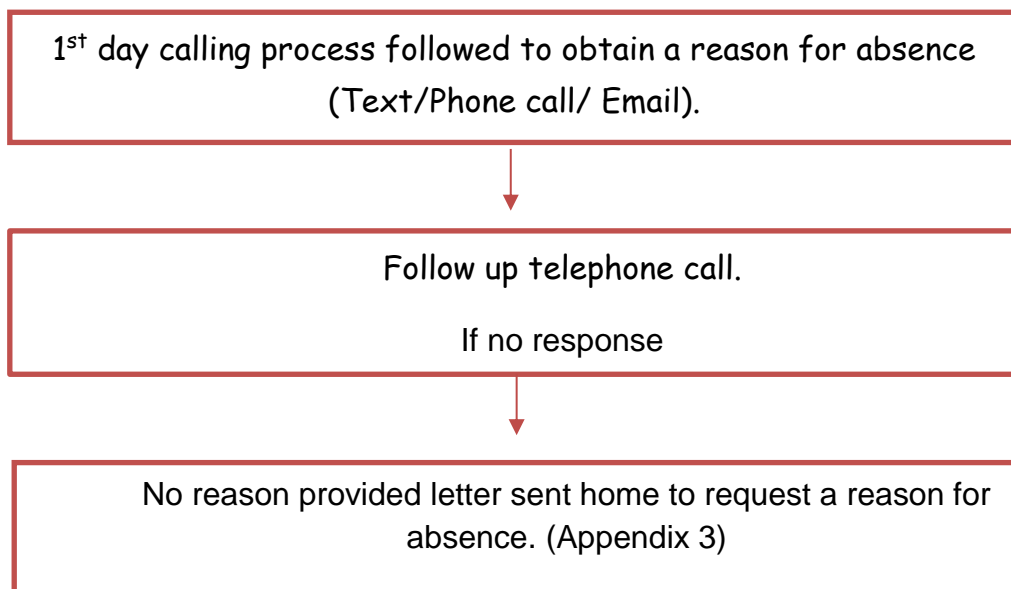 1st day calling process followed to obtain a reason for absence
(Text/Phone call/ Email).
Follow up telephone call.
If no response
No reason provided letter sent home to request a reason for
absence. (Appendix 3)